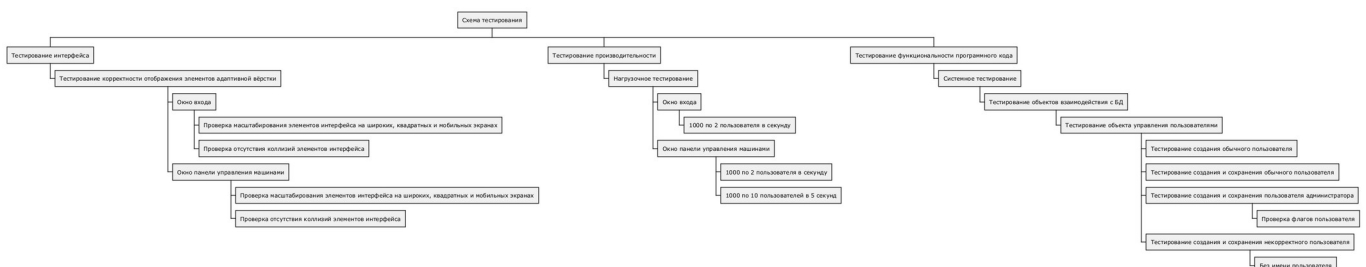 Схема тестирования
Тестирование интерфейса
Тестирование корректности отображения элементов адаптивной вёрстки
Окно входа
Проверка масштабирования элементов интерфейса на широких, квадратных и мобильных экранах
Проверка отсутствия коллизий элементов интерфейса
Окно панели управления машинами
Проверка масштабирования элементов интерфейса на широких, квадратных и мобильных экранах
Проверка отсутствия коллизий элементов интерфейса
Тестирование производительности
Нагрузочное тестирование
Окно входа
1000 по 2 пользователя в секунду
Окно панели управления машинами
1000 по 2 пользователя в секунду
1000 по 10 пользователей в 5 секунд
Тестирование функциональности программного кода
Системное тестирование
Тестирование объектов взаимодействия с БД
Тестирование объекта управления пользователями
Тестирование создания обычного пользователя
Тестирование создания и сохранения обычного пользователя
Тестирование создания и сохранения пользователя администратора
Проверка флагов пользователя
Тестирование создания и сохранения некорректного пользователя
Без имени пользователя